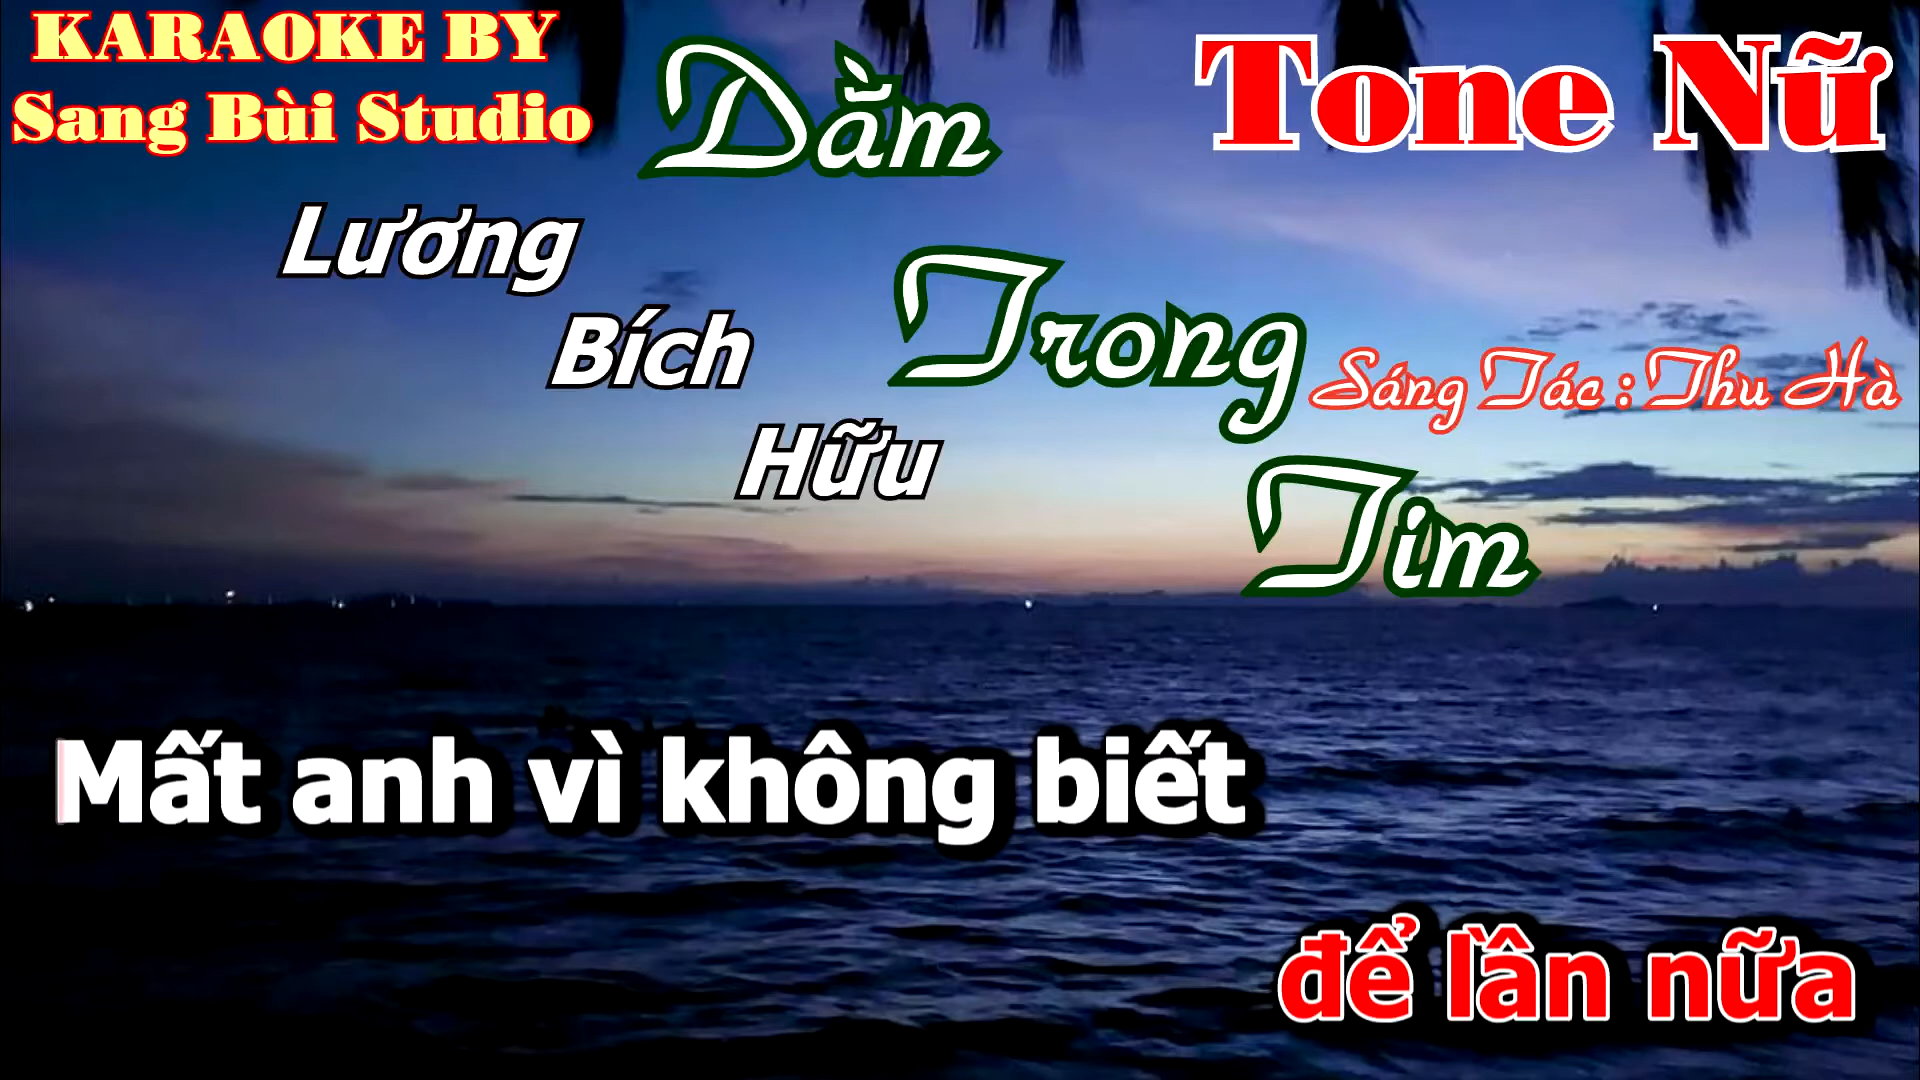 KARAOKE BY
Sang Bùi Studio
Dằm
Tone Nữ
Lương
Bích
Hữu
Trong
Sáng Tác : Thu Hà
Tim
Mất anh vì không biết
để lần nữa